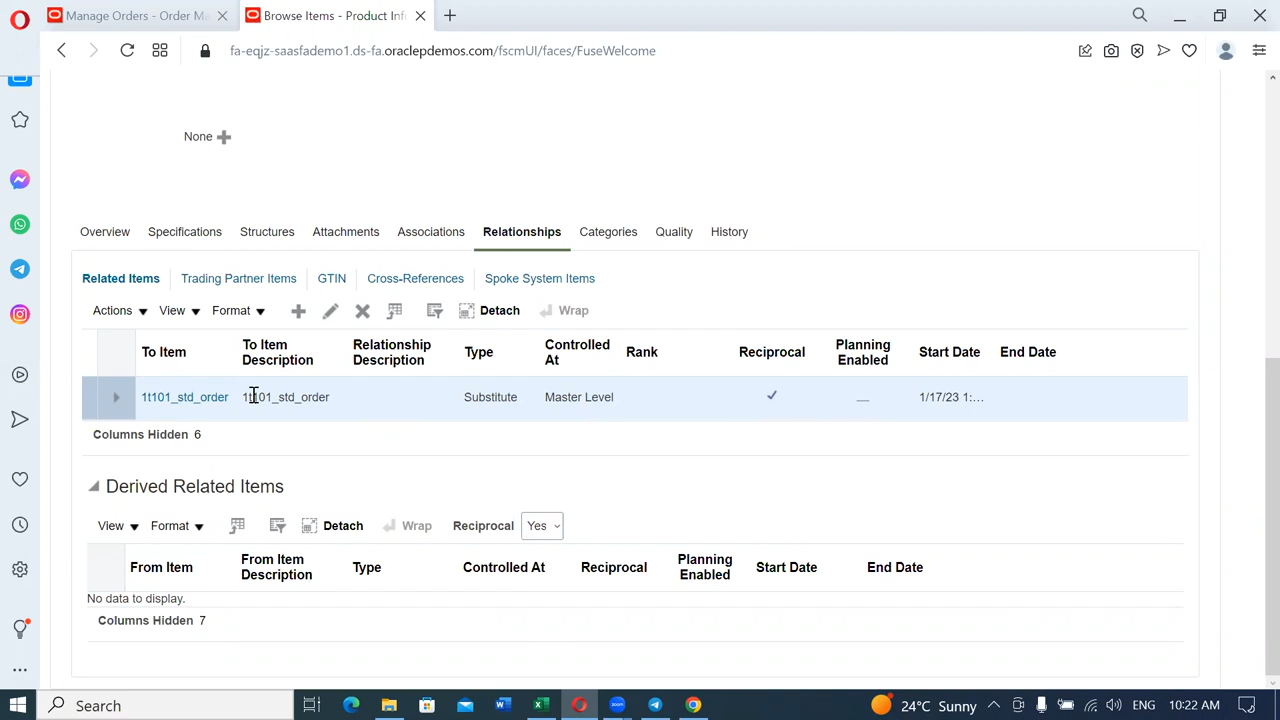 Manage Orders - Order Ma
Browse Items - Product Inf
fa-eqjz-saasfademo1.ds-fa.oraclepdemos.com/fscmUI/faces/FuseWelcome
None
Overview Specifications Structures Attachments Associations Relationships Categories Quality History
Related Items Trading Partner Items GTIN Cross-References Spoke System Items
Actions View Format Detach Wrap
To Item To Item Description Relationship Description Type Controlled At Rank Reciprocal Planning Enabled Start Date End Date
1t101_std_order 1t101_std_order Substitute Master Level 1/17/23 1:...
Columns Hidden 6
Derived Related Items
View Format Detach Wrap Reciprocal Yes
From Item From Item Description Type Controlled At Reciprocal Planning Enabled Start Date End Date
No data to display.
Columns Hidden 7
Search 24°C Sunny ENG 10:22 AM